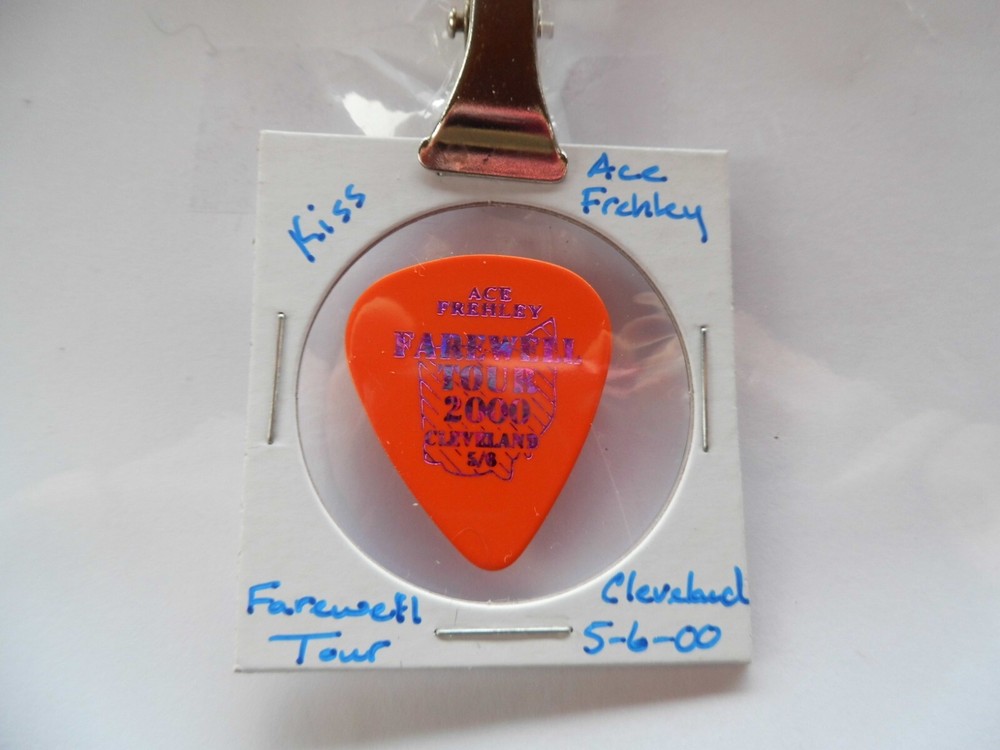 Kiss
Ace
Frehley
ACE
FREHLEY
FAREWELL
TOUR
2000
CLEVELAND
5/6
Farewell
Tour
Cleveland
5-6-00